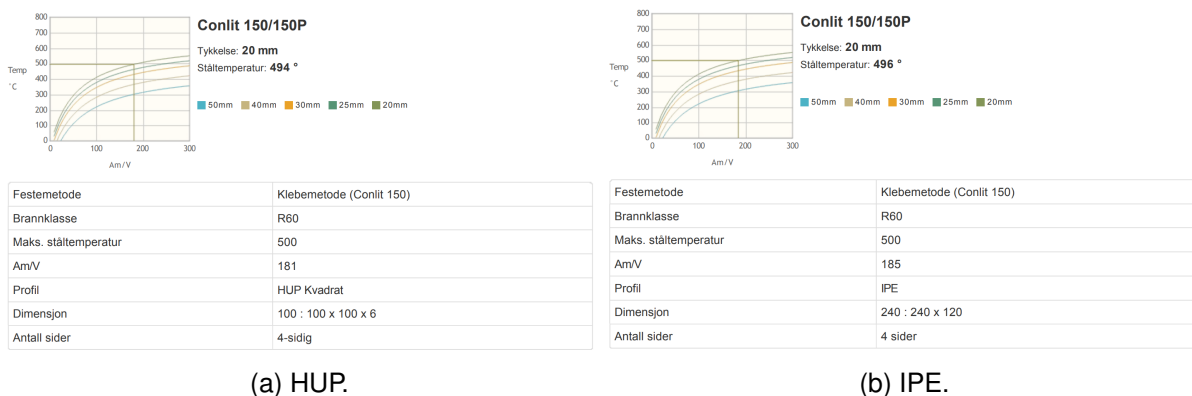 800
700
600
500
400
300
200
100
0
Temp
°C
0 100 200 300
Am/V
Conlit 150/150P
Tykkelse: 20 mm
Ståltemperatur: 494 °
50mm 40mm 30mm 25mm 20mm
Festemetode Klebemetode (Conlit 150)
Brannklasse R60
Maks. ståltemperatur 500
Am/V 181
Profil HUP Kvadrat
Dimensjon 100 : 100 x 100 x 6
Antall sider 4-sidig
(a) HUP.
800
700
600
500
400
300
200
100
0
Temp
°C
0 100 200 300
Am/V
Conlit 150/150P
Tykkelse: 20 mm
Ståltemperatur: 496 °
50mm 40mm 30mm 25mm 20mm
Festemetode Klebemetode (Conlit 150)
Brannklasse R60
Maks. ståltemperatur 500
Am/V 185
Profil IPE
Dimensjon 240 : 240 x 120
Antall sider 4 sider
(b) IPE.